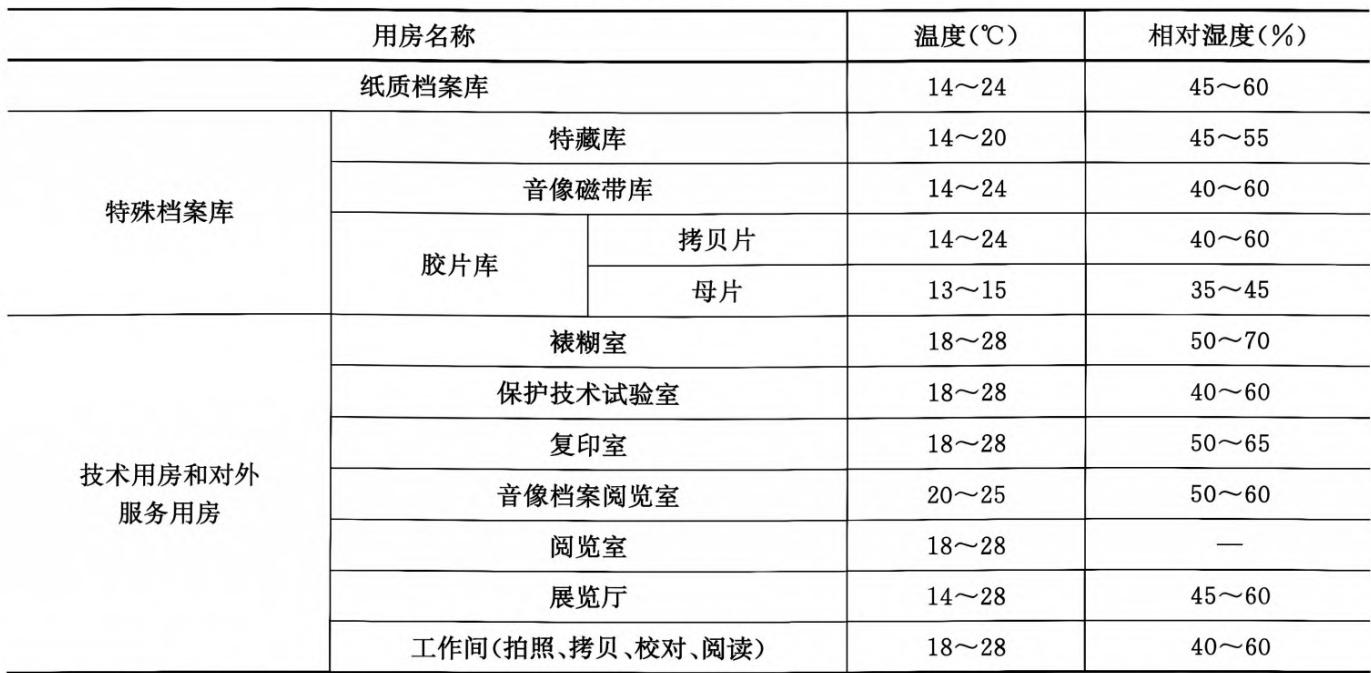 用房名称 温度(℃) 相对湿度(%)
纸质档案库 14～24 45～60
特殊档案库 特藏库 14～20 45～55
音像磁带库 14～24 40～60
胶片库 拷贝片 14～24 40～60
母片 13～15 35～45
技术用房和对外
服务用房
裱糊室 18～28 50～70
保护技术试验室 18～28 40～60
复印室 18～28 50～65
音像档案阅览室 20～25 50～60
阅览室 18～28 —
展览厅 14～28 45～60
工作间(拍照、拷贝、校对、阅读) 18～28 40～60